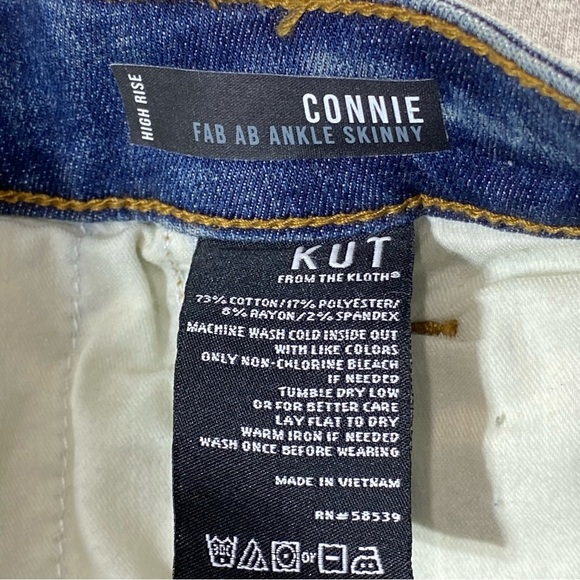 HIGH RISE
CONNIE
FAB AB ANKLE SKINNY
KUT
FROM THE KLOTH®
73% COTTON/17% POLYESTER/
8% RAYON/2% SPANDEX
MACHINE WASH COLD INSIDE OUT
WITH LIKE COLORS
ONLY NON-CHLORINE BLEACH
IF NEEDED
TUMBLE DRY LOW
OR FOR BETTER CARE
LAY FLAT TO DRY
WARM IRON IF NEEDED
WASH ONCE BEFORE WEARING
MADE IN VIETNAM
RN# 58539
30C or